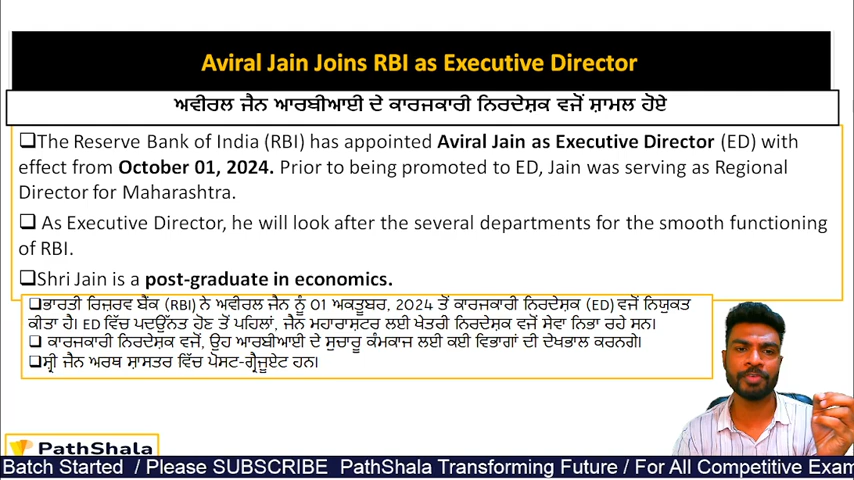 Aviral Jain Joins RBI as Executive Director
ਅਵੀਰਲ ਜੈਨ ਆਰਬੀਆਈ ਦੇ ਕਾਰਜਕਾਰੀ ਨਿਰਦੇਸ਼ਕ ਵਜੋਂ ਸ਼ਾਮਲ ਹੋਏ
❑The Reserve Bank of India (RBI) has appointed Aviral Jain as Executive Director (ED) with
effect from October 01, 2024. Prior to being promoted to ED, Jain was serving as Regional
Director for Maharashtra.
❑ As Executive Director, he will look after the several departments for the smooth functioning
of RBI.
❑Shri Jain is a post-graduate in economics.
❑ਭਾਰਤੀ ਰਿਜ਼ਰਵ ਬੈਂਕ (RBI) ਨੇ ਅਵੀਰਲ ਜੈਨ ਨੂੰ 01 ਅਕਤੂਬਰ, 2024 ਤੋਂ ਕਾਰਜਕਾਰੀ ਨਿਰਦੇਸ਼ਕ (ED) ਵਜੋਂ ਨਿਯੁਕਤ
ਕੀਤਾ ਹੈ। ED ਵਿੱਚ ਪਦਉੱਨਤ ਹੋਣ ਤੋਂ ਪਹਿਲਾਂ, ਜੈਨ ਮਹਾਰਾਸ਼ਟਰ ਲਈ ਖੇਤਰੀ ਨਿਰਦੇਸ਼ਕ ਵਜੋਂ ਸੇਵਾ ਨਿਭਾ ਰਹੇ ਸਨ।
❑ ਕਾਰਜਕਾਰੀ ਨਿਰਦੇਸ਼ਕ ਵਜੋਂ, ਉਹ ਆਰਬੀਆਈ ਦੇ ਸੁਚਾਰੂ ਕੰਮਕਾਜ ਲਈ ਕਈ ਵਿਭਾਗਾਂ ਦੀ ਦੇਖਭਾਲ ਕਰਨਗੇ।
❑ਸ਼੍ਰੀ ਜੈਨ ਅਰਥ ਸ਼ਾਸਤਰ ਵਿੱਚ ਪੋਸਟ-ਗ੍ਰੈਜੂਏਟ ਹਨ।
PathShala
Batch Started / Please SUBSCRIBE PathShala Transforming Future / For All Competitive Exam